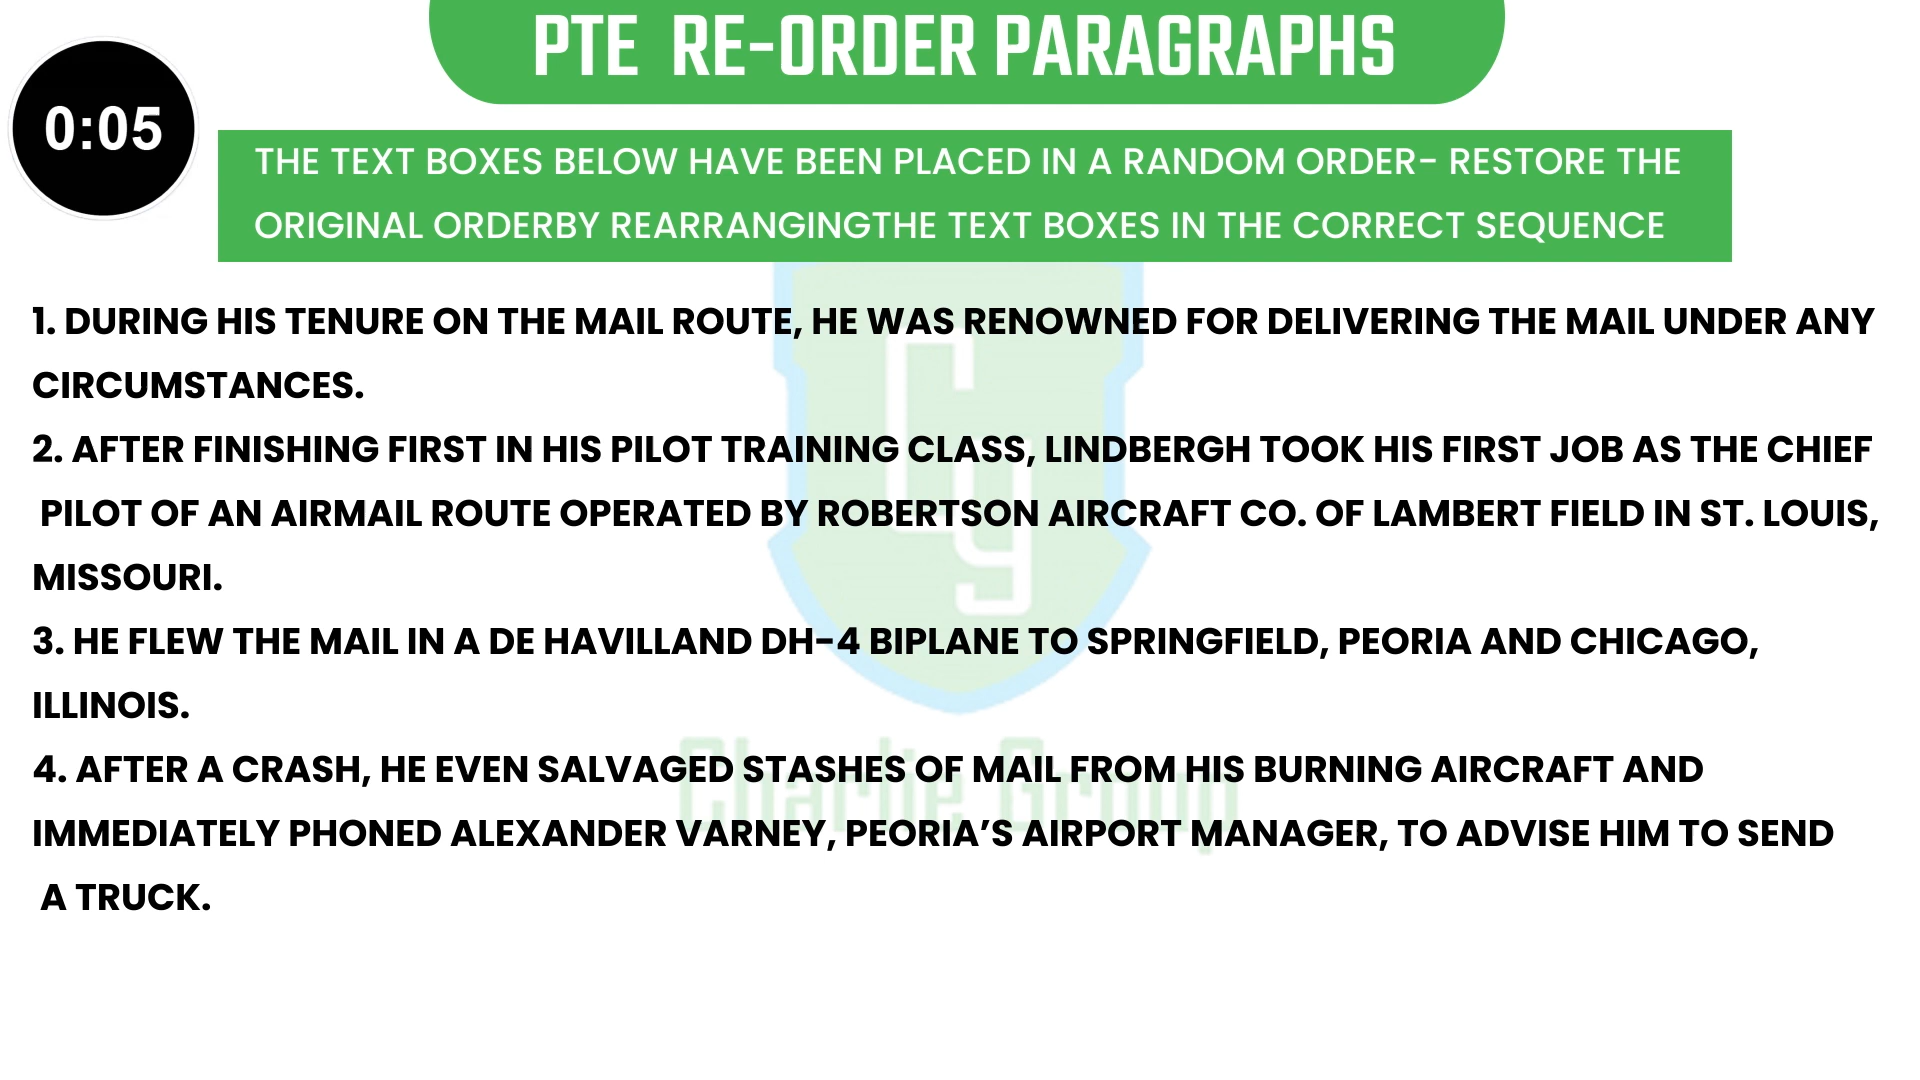 PTE RE-ORDER PARAGRAPHS
0:05
THE TEXT BOXES BELOW HAVE BEEN PLACED IN A RANDOM ORDER- RESTORE THE
ORIGINAL ORDERBY REARRANGINGTHE TEXT BOXES IN THE CORRECT SEQUENCE
1. DURING HIS TENURE ON THE MAIL ROUTE, HE WAS RENOWNED FOR DELIVERING THE MAIL UNDER ANY
CIRCUMSTANCES.
2. AFTER FINISHING FIRST IN HIS PILOT TRAINING CLASS, LINDBERGH TOOK HIS FIRST JOB AS THE CHIEF
PILOT OF AN AIRMAIL ROUTE OPERATED BY ROBERTSON AIRCRAFT CO. OF LAMBERT FIELD IN ST. LOUIS,
MISSOURI.
3. HE FLEW THE MAIL IN A DE HAVILLAND DH-4 BIPLANE TO SPRINGFIELD, PEORIA AND CHICAGO,
ILLINOIS.
4. AFTER A CRASH, HE EVEN SALVAGED STASHES OF MAIL FROM HIS BURNING AIRCRAFT AND
IMMEDIATELY PHONED ALEXANDER VARNEY, PEORIA’S AIRPORT MANAGER, TO ADVISE HIM TO SEND
A TRUCK.
Cg
Charlie Group